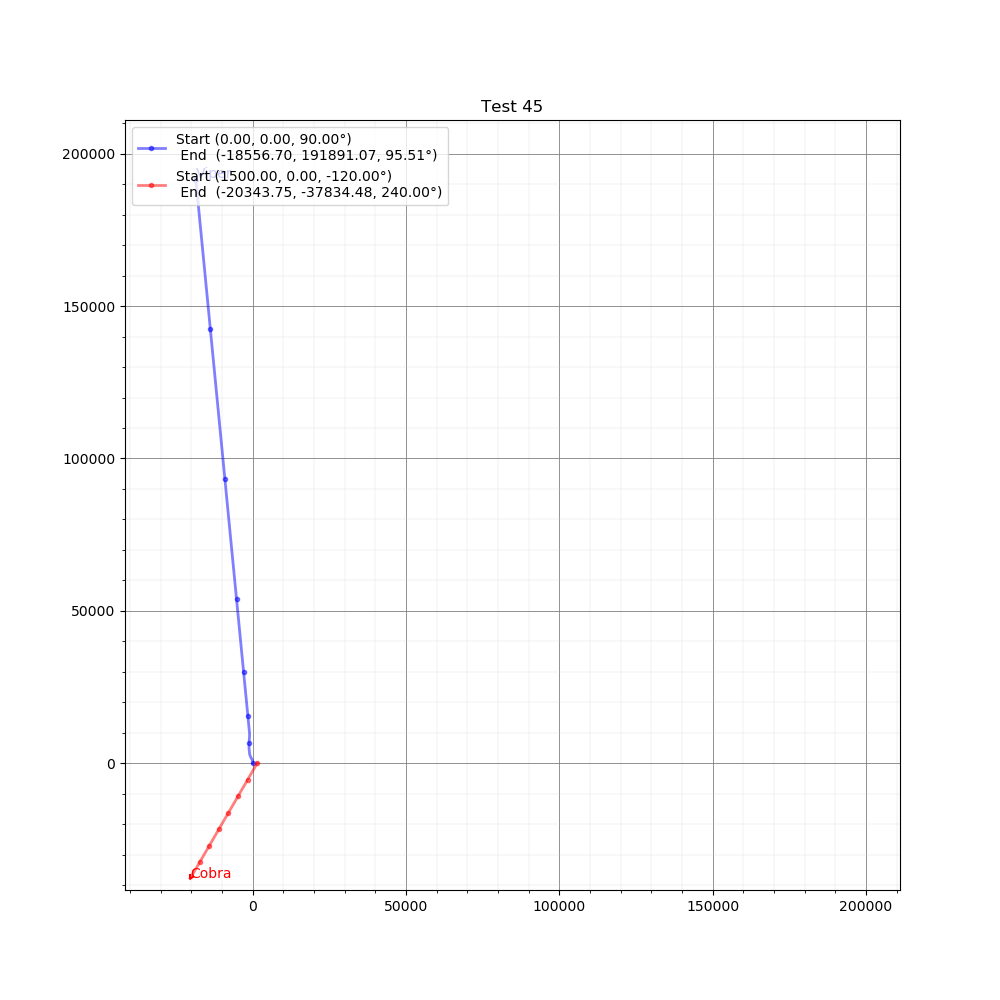 Test 45
Start (0.00, 0.00, 90.00°)
End (-18556.70, 191891.07, 95.51°)
Start (1500.00, 0.00, -120.00°)
End (-20343.75, -37834.48, 240.00°)
200000
150000
100000
50000
0
Cobra
0
50000
100000
150000
200000